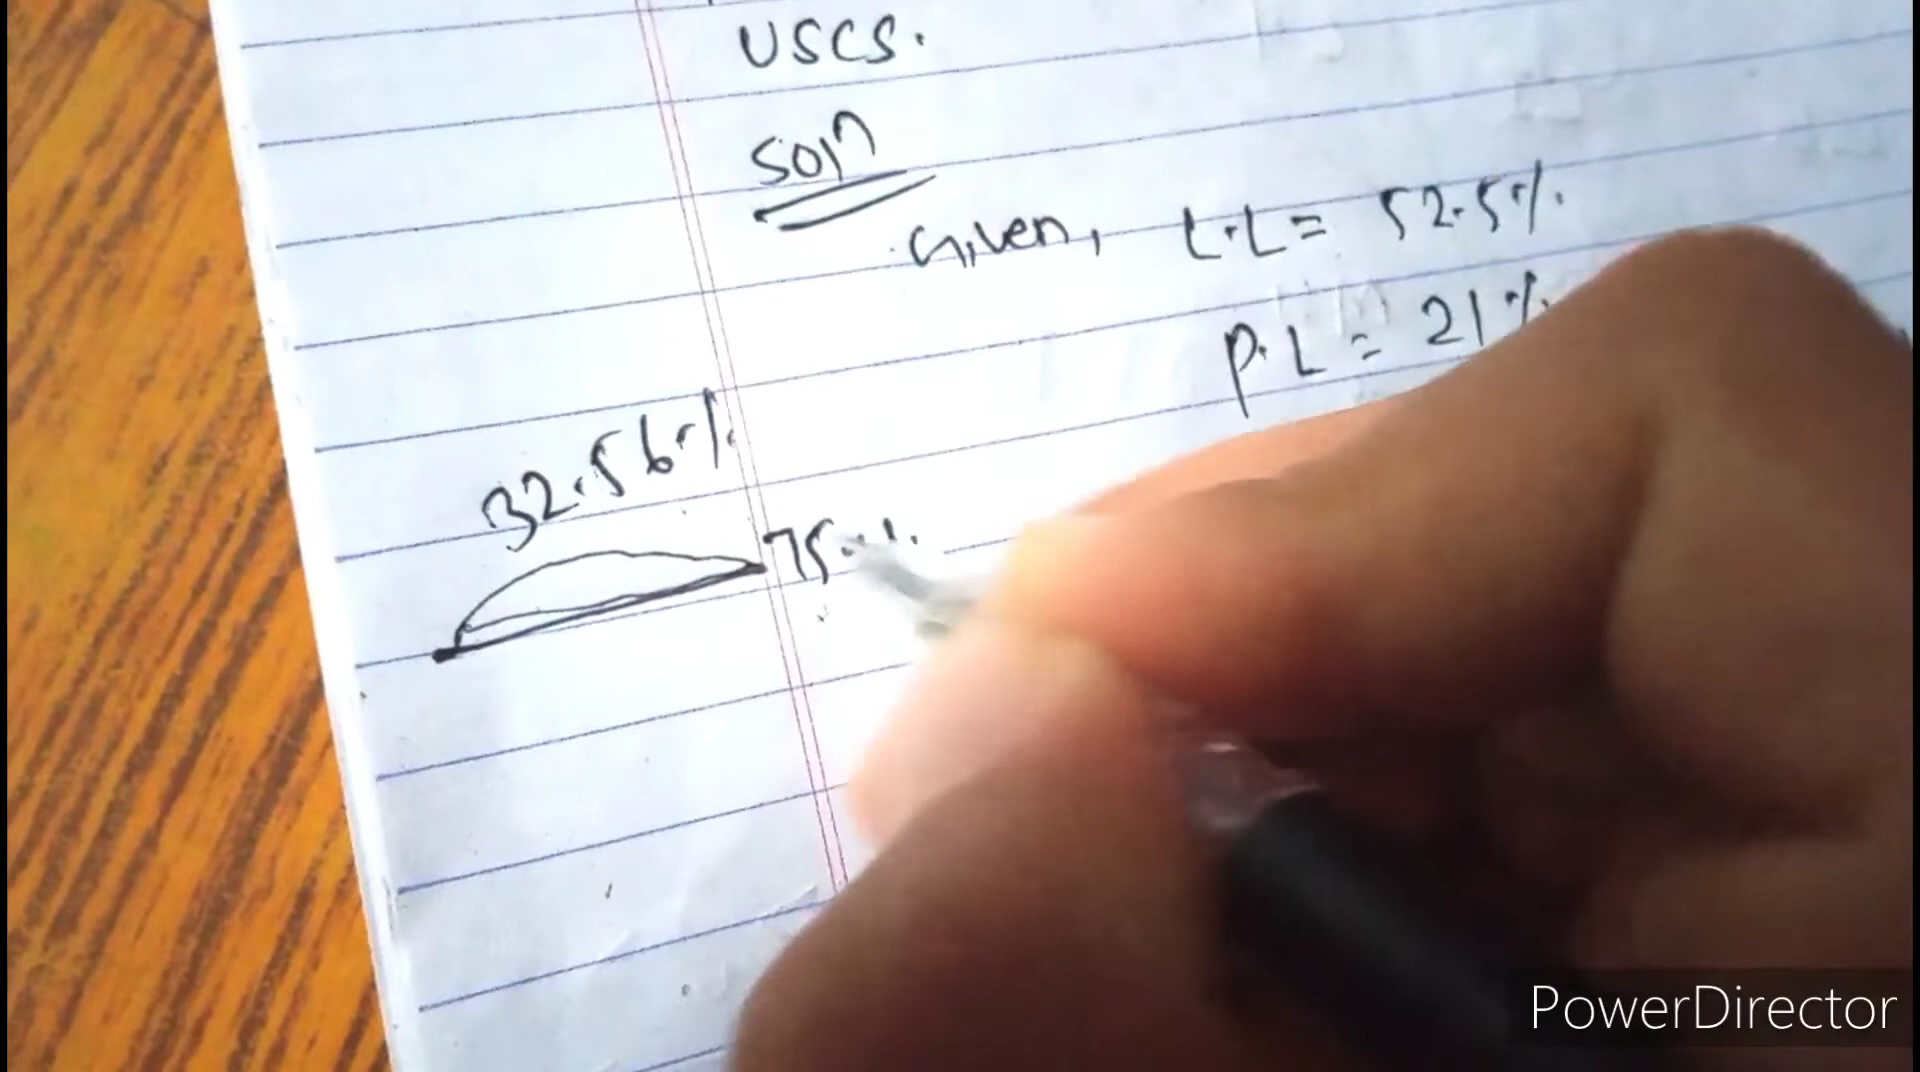 USCS.
Soln
Given, L.L = 52.5%.
P.L = 21%
32.56%
75
PowerDirector